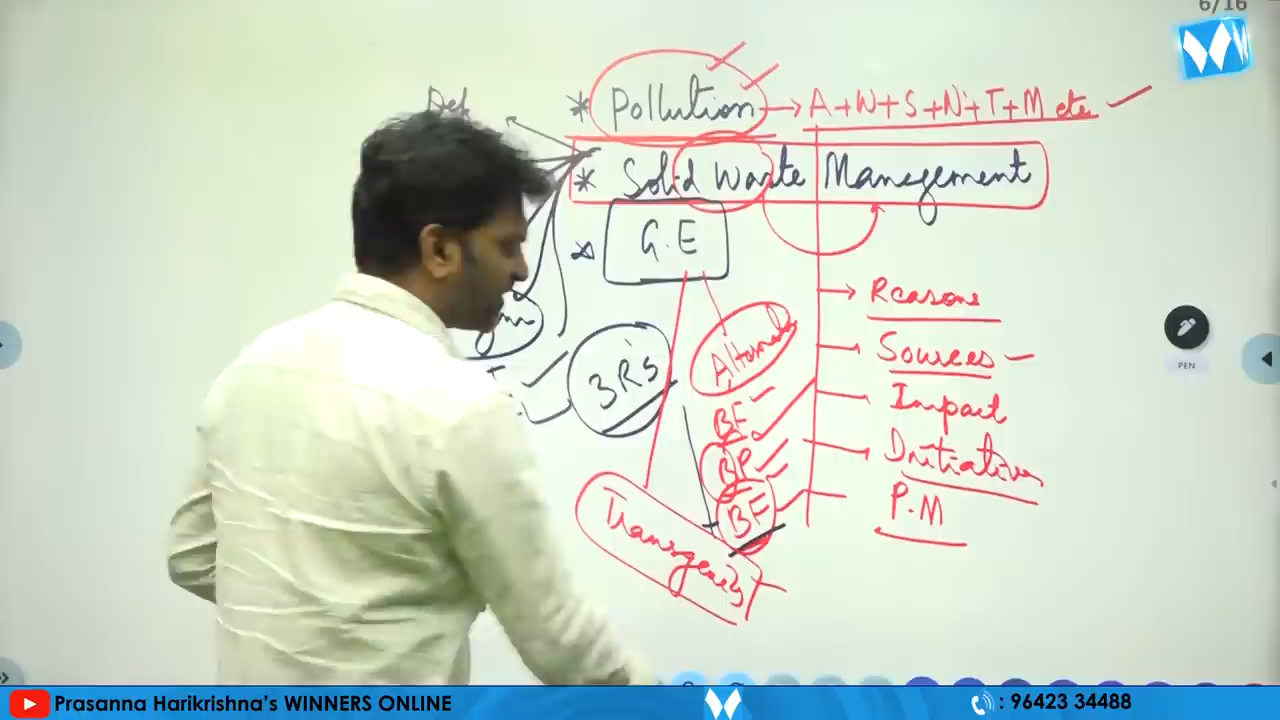 6/16
Def
* Pollution → A+W+S+N+T+M etc
* Solid Waste Management
* G.E
Reasons
3R's
Alternate
Sources
Impact
BF
Initiatives
BP
BF
P.M
PEN
Prasanna Harikrishna's WINNERS ONLINE
: 96423 34488